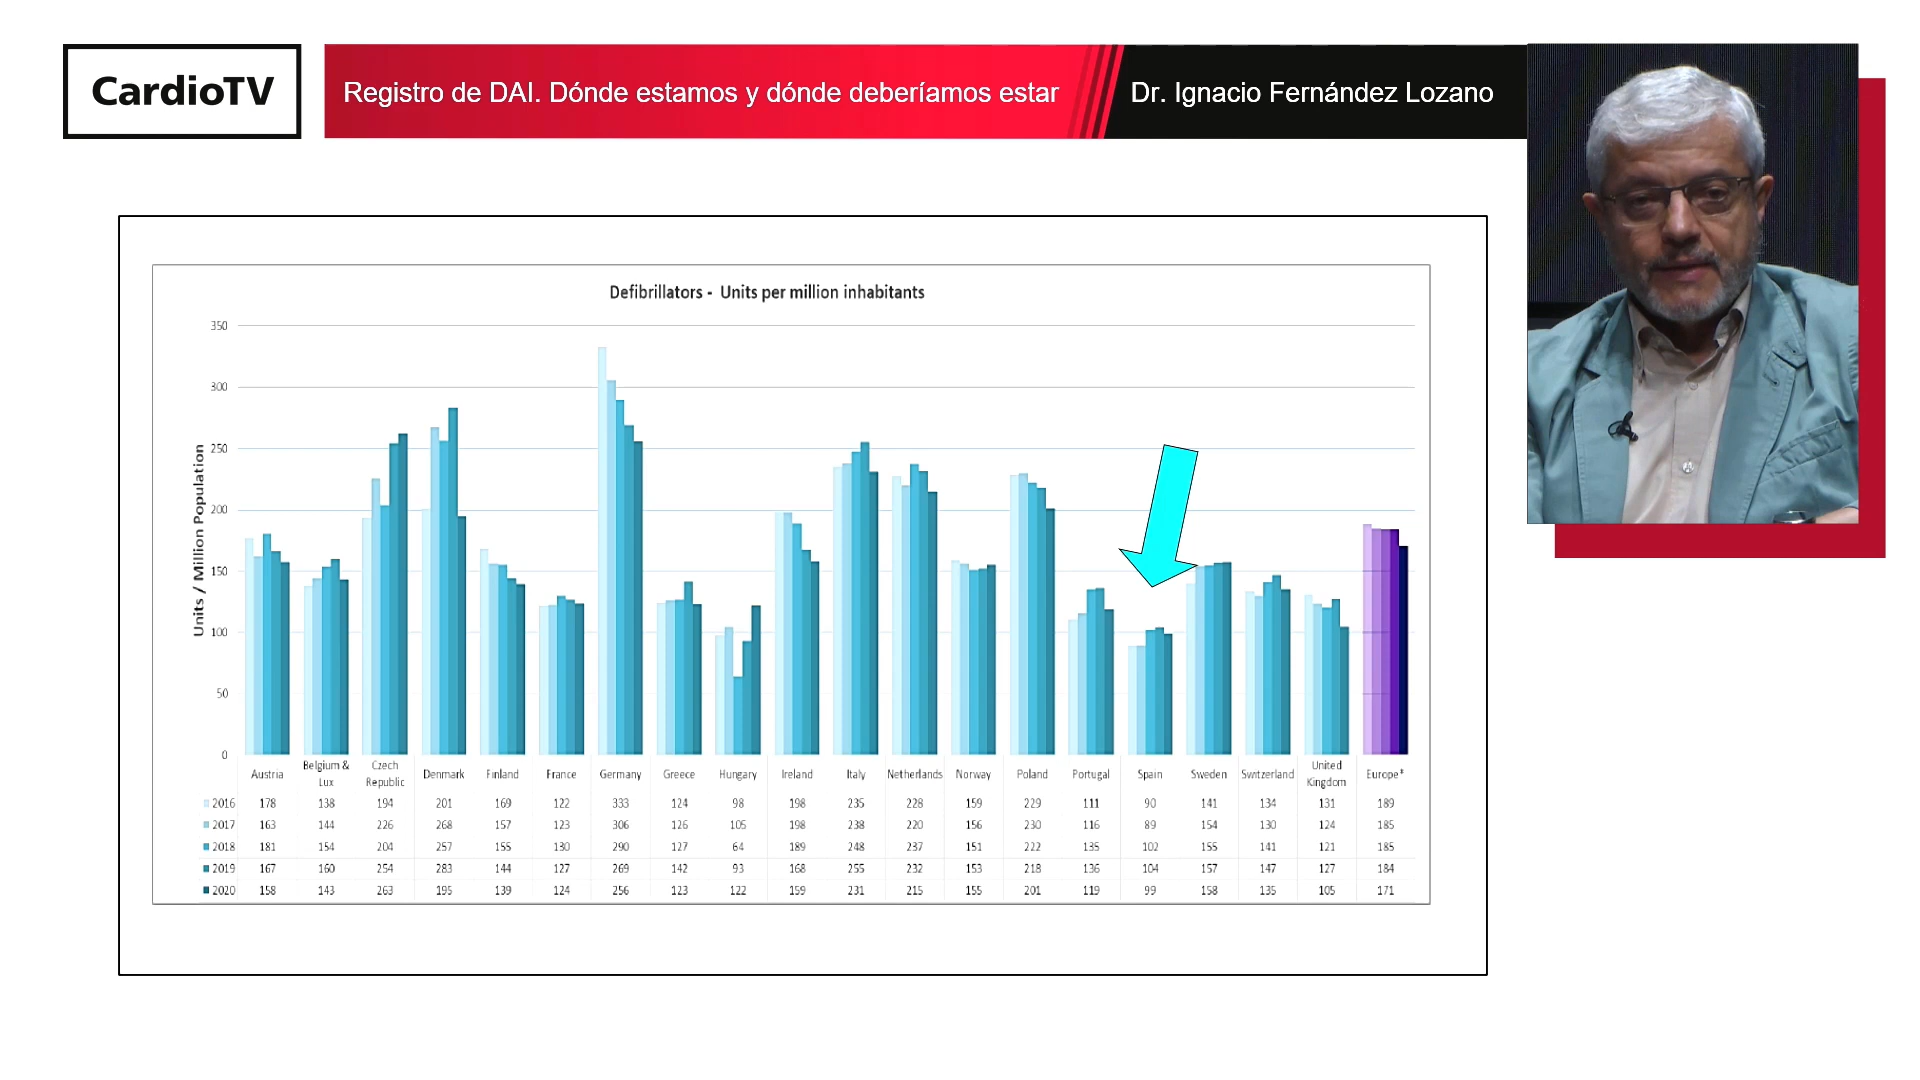 CardioTV
Registro de DAI. Dónde estamos y dónde deberíamos estar
Dr. Ignacio Fernández Lozano
Defibrillators - Units per million inhabitants
Units / Million Population
350
300
250
200
150
100
50
0
Austria Belgium & Lux Czech Republic Denmark Finland France Germany Greece Hungary Ireland Italy Netherlands Norway Poland Portugal Spain Sweden Switzerland United Kingdom Europe*
2016 178 138 194 201 169 122 333 124 98 198 235 228 159 229 111 90 141 134 131 189
2017 163 144 226 268 157 123 306 126 105 198 238 220 156 230 116 89 154 130 124 185
2018 181 154 204 257 155 130 290 127 64 189 248 237 151 222 135 102 155 141 121 185
2019 167 160 254 283 144 127 269 142 93 168 255 232 153 218 136 104 157 147 127 184
2020 158 143 263 195 139 124 256 123 122 159 231 215 155 201 119 99 158 135 105 171